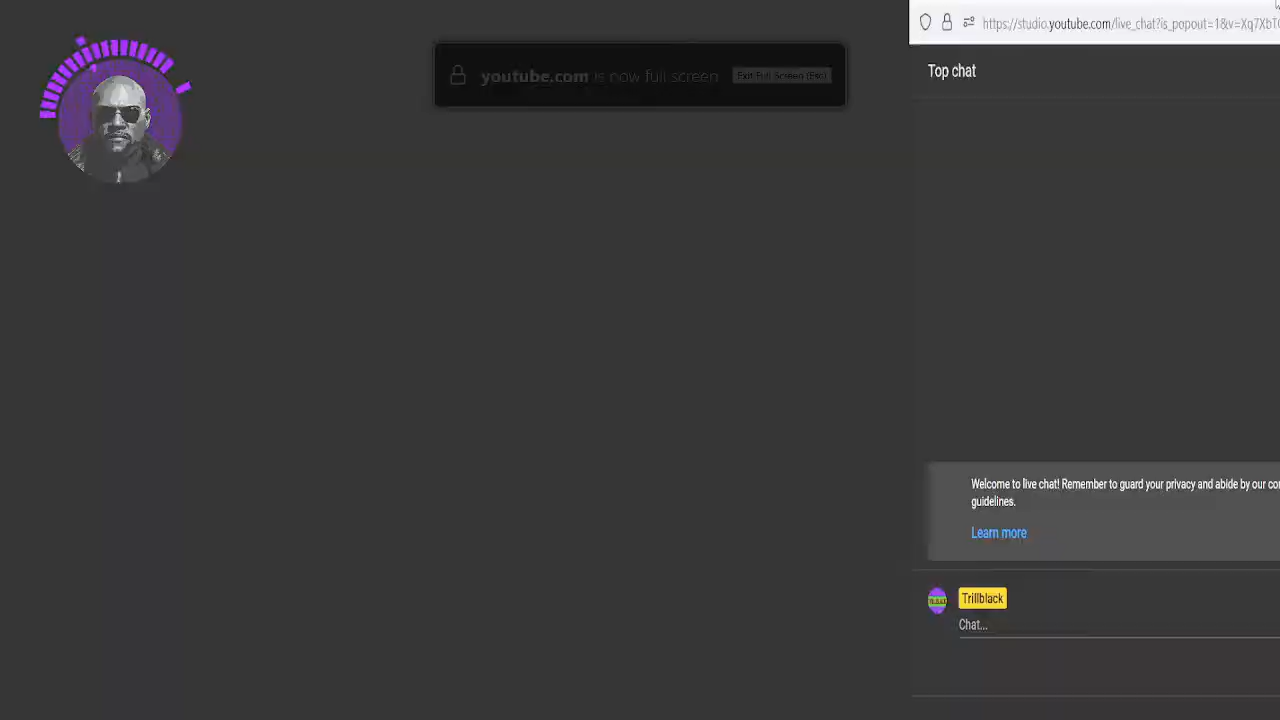 https://studio.youtube.com/live_chat?is_popout=1&v=Xq7XbT
youtube.com is now full screen
Exit Full Screen (Esc)
Top chat
Welcome to live chat! Remember to guard your privacy and abide by our co
guidelines.
Learn more
Trillblack
Chat...